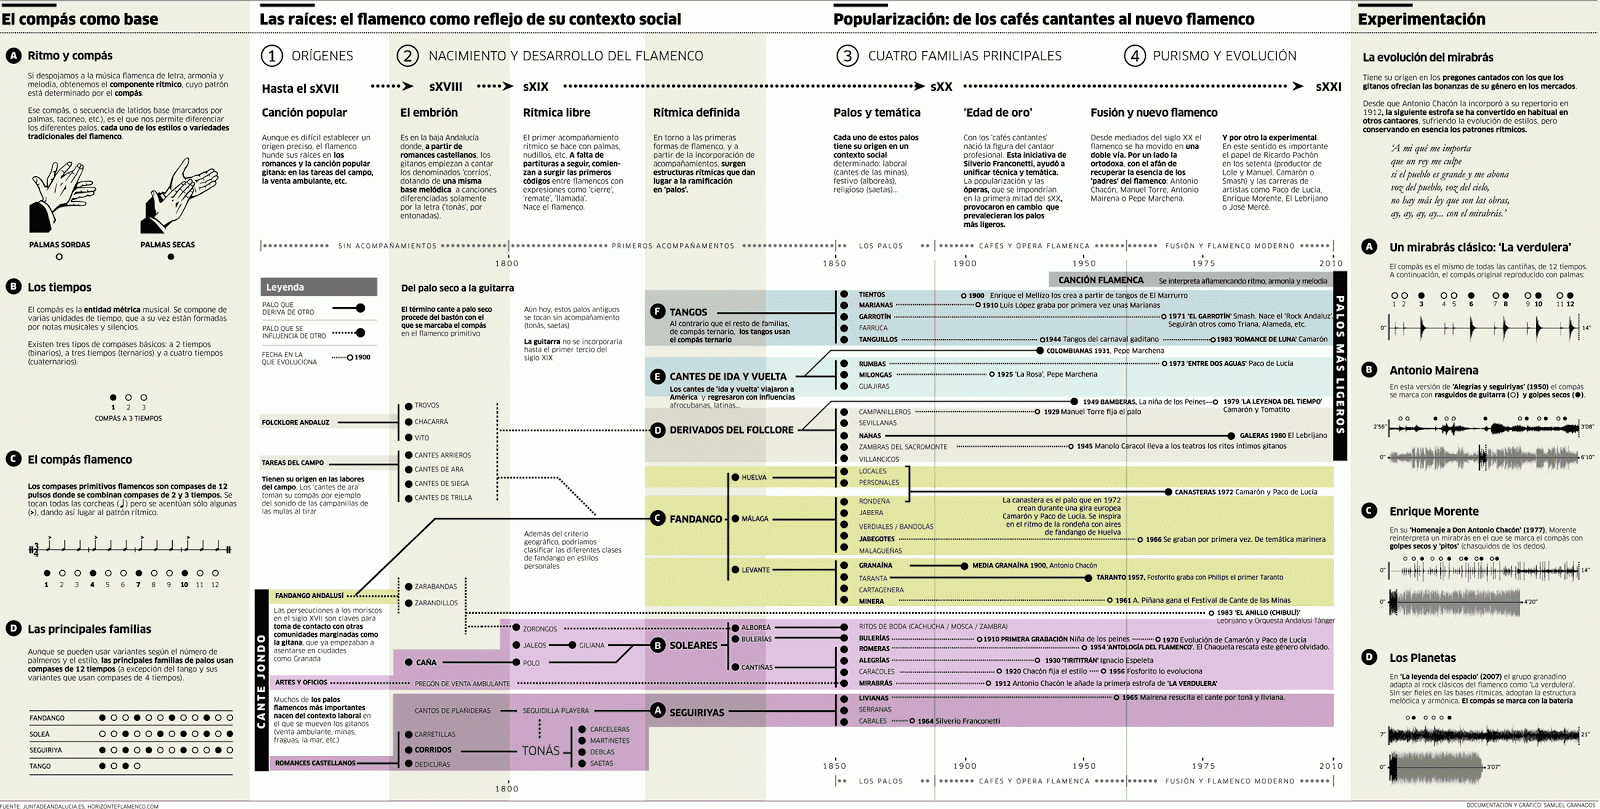 El compás como base
Las raíces: el flamenco como reflejo de su contexto social
Popularización: de los cafés cantantes al nuevo flamenco
Experimentación
A Ritmo y compás
Si despojamos a la música flamenca de letra, armonía y
melodía, obtenemos el componente rítmico, cuyo patrón
está determinado por el compás.
Ese compás, o secuencia de latidos base (marcados por
palmas, taconeo, etc.), es el que nos permite diferenciar
los diferentes palos, cada uno de los estilos o variedades
tradicionales del flamenco.
PALMAS SORDAS
PALMAS SECAS
B Los tiempos
El compás es la entidad métrica musical. Se compone de
varias unidades de tiempo, que a su vez están formadas
por notas musicales y silencios.
Existen tres tipos de compases básicos: a 2 tiempos
(binarios), a tres tiempos (ternarios) y a cuatro tiempos
(cuaternarios).
1 2 3
COMPÁS A 3 TIEMPOS
C El compás flamenco
Los compases primitivos flamencos son compases de 12
pulsos donde se combinan compases de 2 y 3 tiempos. Se
tocan todas las corcheas (♩) pero se acentúan sólo algunas
(>), dando así lugar al patrón rítmico.
1 2 3 4 5 6 7 8 9 10 11 12
D Las principales familias
Aunque se pueden usar variantes según el número de
palmeros y el estilo, las principales familias de palos usan
compases de 12 tiempos (a excepción del tango y sus
variantes que usan compases de 4 tiempos).
FANDANGO
SOLEÁ
SEGUIRIYA
TANGO
1 ORÍGENES
2 NACIMIENTO Y DESARROLLO DEL FLAMENCO
3 CUATRO FAMILIAS PRINCIPALES
4 PURISMO Y EVOLUCIÓN
Hasta el sXVII
sXVIII
sXIX
sXX
sXXI
Canción popular
Aunque es difícil establecer un
origen preciso, el flamenco
hunde sus raíces en los
romances y la canción popular
gitana: en las tareas del campo,
la venta ambulante, etc.
El embrión
Es en la baja Andalucía
donde, a partir de
romances castellanos, los
gitanos empiezan a cantar
los denominados 'corríos',
dotando de una misma
base melódica a canciones
diferenciadas solamente
por la letra ('tonás', por
entonadas).
Rítmica libre
El primer acompañamiento
rítmico se hace con palmas,
nudillos, etc. A falta de
partituras a seguir, comien-
zan a surgir las primeros
códigos entre flamencos con
expresiones como 'cierre',
'remate', 'llamada'.
Nace el flamenco.
Rítmica definida
En torno a las primeras
formas de flamenco, y a
partir de la incorporación de
acompañamientos, surgen
estructuras rítmicas que dan
lugar a la ramificación
en 'palos'.
Palos y temática
Cada uno de estos palos
tiene su origen en un
contexto social
determinado: laboral
(cantes de las minas),
festivo (alboreás),
religioso (saetas)...
'Edad de oro'
Con los 'cafés cantantes'
nació la figura del cantaor
profesional. Esta iniciativa de
Silverio Franconetti, ayudó a
unificar técnica y temática.
La popularización y las
óperas, que se impondrían
en la primera mitad del sXX,
provocaron en cambio que
prevalecieran los palos
más ligeros.
Fusión y nuevo flamenco
Desde mediados del siglo XX el
flamenco se ha movido en una
doble vía. Por un lado la
ortodoxa, con el afán de
recuperar la esencia de los
'padres' del flamenco: Antonio
Chacón, Manuel Torre, Antonio
Mairena o Pepe Marchena.
Y por otro la experimental.
En este sentido es importante
el papel de Ricardo Pachón
en los setenta (productor de
Lole y Manuel, Camarón o
Smash) y las carreras de
artistas como Paco de Lucía,
Enrique Morente, El Lebrijano
o José Mercé.
SIN ACOMPAÑAMIENTOS
PRIMEROS ACOMPAÑAMIENTOS
LOS PALOS
CAFÉS Y ÓPERA FLAMENCA
FUSIÓN Y FLAMENCO MODERNO
1800
1850
1900
1950
1975
2010
Leyenda
PALO QUE
DERIVA DE OTRO
PALO QUE SE
INFLUENCIA DE OTRO
FECHA EN LA
QUE EVOLUCIONA
1900
Del palo seco a la guitarra
El término cante a palo seco
procede del bastón con el
que se marcaba el compás
en el flamenco primitivo
Aún hoy, estos palos antiguos
se tocan sin acompañamiento
(tonás, saetas)
La guitarra no se incorporaría
hasta el primer tercio del
siglo XIX
CANCIÓN FLAMENCA Se interpreta aflamencando ritmo, armonía y melodía
PALOS MÁS LIGEROS
F TANGOS
Al contrario que el resto de familias,
de compás ternario, los tangos usan
el compás ternario
TIENTOS
1900 Enrique el Mellizo los crea a partir de tangos de El Marrurro
MARIANAS
1910 Luis López graba por primera vez unas Marianas
GARROTÍN
1971 'EL GARROTÍN' Smash. Nace el 'Rock Andaluz'.
Seguirán otros como Triana, Alameda, etc.
FARRUCA
TANGUILLOS
1944 Tangos del carnaval gaditano
1983 'ROMANCE DE LUNA' Camarón
COLOMBIANAS 1931, Pepe Marchena
E CANTES DE IDA Y VUELTA
Los cantes de 'ida y vuelta' viajaron a
América y regresaron con influencias
afrocubanas, latinas...
RUMBAS
1973 'ENTRE DOS AGUAS' Paco de Lucía
MILONGAS
1925 'La Rosa', Pepe Marchena
GUAJIRAS
1949 BAMBERAS, La niña de los Peines
1979 'LA LEYENDA DEL TIEMPO'
Camarón y Tomatito
D DERIVADOS DEL FOLCLORE
CAMPANILLEROS
1929 Manuel Torre fija el palo
SEVILLANAS
NANAS
GALERAS 1980 El Lebrijano
ZAMBRAS DEL SACROMONTE
1945 Manolo Caracol lleva a los teatros los ritos íntimos gitanos
VILLANCICOS
FOLCKLORE ANDALUZ
TROVOS
CHACARRÁ
VITO
TAREAS DEL CAMPO
CANTES ARRIEROS
CANTES DE ARA
CANTES DE SIEGA
CANTES DE TRILLA
Tienen su origen en las labores
del campo. Los 'cantes de ara'
toman su compás por ejemplo
del sonido de las campanillas de
las mulas al tirar
C FANDANGO
HUELVA
LOCALES
PERSONALES
CANASTERAS 1972 Camarón y Paco de Lucía
MÁLAGA
RONDEÑA
JABERA
VERDIALES / BANDOLÁS
JABEGOTES
1966 Se graban por primera vez. De temática marinera
MALAGUEÑAS
La canastera es el palo que en 1972
crean durante una gira europea
Camarón y Paco de Lucía. Se inspira
en el ritmo de la rondeña con aires
de fandango de Huelva
LEVANTE
GRANAÍNA
MEDIA GRANAÍNA 1900, Antonio Chacón
TARANTA
TARANTO 1957, Fosforito graba con Philips el primer Taranto
CARTAGENERA
MINERA
1961 A. Piñana gana el Festival de Cante de las Minas
Además del criterio
geográfico, podríamos
clasificar las diferentes clases
de fandango en estilos
personales
CANTE JONDO
FANDANGO ANDALUSÍ
ZARABANDAS
ZARANDILLOS
1983 'EL ANILLO (CHIBULÍ)'
Lebrijano y Orquesta Andalusí Tánger
Las persecuciones a los moriscos
en el siglo XVII son claves para
toma de contacto con otras
comunidades marginadas como
la gitana, que ya empezaban a
asentarse en ciudades
como Granada
B SOLEARES
ZORONGOS
JALEOS
GILIANA
CAÑA
POLO
ALBOREA
BULERÍAS
CANTIÑAS
RITOS DE BODA (CACHUCHA / MOSCA / ZAMBRA)
BULERÍAS
1910 PRIMERA GRABACIÓN Niña de los peines
1970 Evolución de Camarón y Paco de Lucía
ROMERAS
1954 'ANTOLOGÍA DEL FLAMENCO'. El Chaqueta rescata este género olvidado.
ALEGRÍAS
1930 'TIRITITRÁN' Ignacio Espeleta
CARACOLES
1920 Chacón fija el estilo
1956 Fosforito lo evoluciona
MIRABRÁS
1912 Antonio Chacón le añade la primera estrofa de 'LA VERDULERA'
ARTES Y OFICIOS
PREGÓN DE VENTA AMBULANTE
Muchos de los palos
flamencos más importantes
nacen del contexto laboral en
el que se mueven los gitanos
(venta ambulante, minas,
fraguas, la mar, etc.)
A SEGUIRIYAS
CANTOS DE PLAÑIDERAS
SEGUIDILLA PLAYERA
LIVIANAS
1965 Mairena resucita el cante por toná y liviana.
SERRANAS
CABALES
1964 Silverio Franconetti
ROMANCES CASTELLANOS
CARRETILLAS
CORRIDOS
DEDICURAS
TONÁS
CARCELERAS
MARTINETES
DEBLAS
SAETAS
1800
1850
1900
1950
1975
2010
LOS PALOS
CAFÉS Y ÓPERA FLAMENCA
FUSIÓN Y FLAMENCO MODERNO
La evolución del mirabrás
Tiene su origen en los pregones cantados con los que los
gitanos ofrecían las bonanzas de su género en los mercados.
Desde que Antonio Chacón la incorporó a su repertorio en
1912, la siguiente estrofa se ha convertido en habitual en
otros cantaores, sufriendo la evolución de estilos, pero
conservando en esencia los patrones rítmicos.
'A mi qué me importa
que un rey me culpe
si el pueblo es grande y me abona
voz del pueblo, voz del cielo,
no hay más ley que son las obras,
ay, ay, ay, ay... con el mirabrás.'
A Un mirabrás clásico: 'La verdulera'
El compás es el mismo de todas las cantiñas, de 12 tiempos.
A continuación, el compás original reproducido con palmas:
1 2 3 4 5 6 7 8 9 10 11 12
0" 14"
B Antonio Mairena
En esta versión de 'Alegrías y seguiriyas' (1950) el compás
se marca con rasguidos de guitarra (○) y golpes secos (●).
2'56" 3'08"
0" 6'10"
C Enrique Morente
En su 'Homenaje a Don Antonio Chacón' (1977), Morente
reinterpreta un mirabrás en el que se marca el compás con
golpes secos y 'pitos' (chasquidos de los dedos).
0" 14"
0" 4'20"
D Los Planetas
En 'La leyenda del espacio' (2007) el grupo granadino
adapta al rock clásicos del flamenco como 'La verdulera'.
Sin ser fieles en las bases rítmicas, adoptan la estructura
melódica y armónica. El compás se marca con la batería
7" 21"
0" 3'07"
FUENTE: JUNTADEANDALUCIA.ES, HORIZONTEFLAMENCO.COM
DOCUMENTACIÓN Y GRÁFICO: SAMUEL GRANADOS